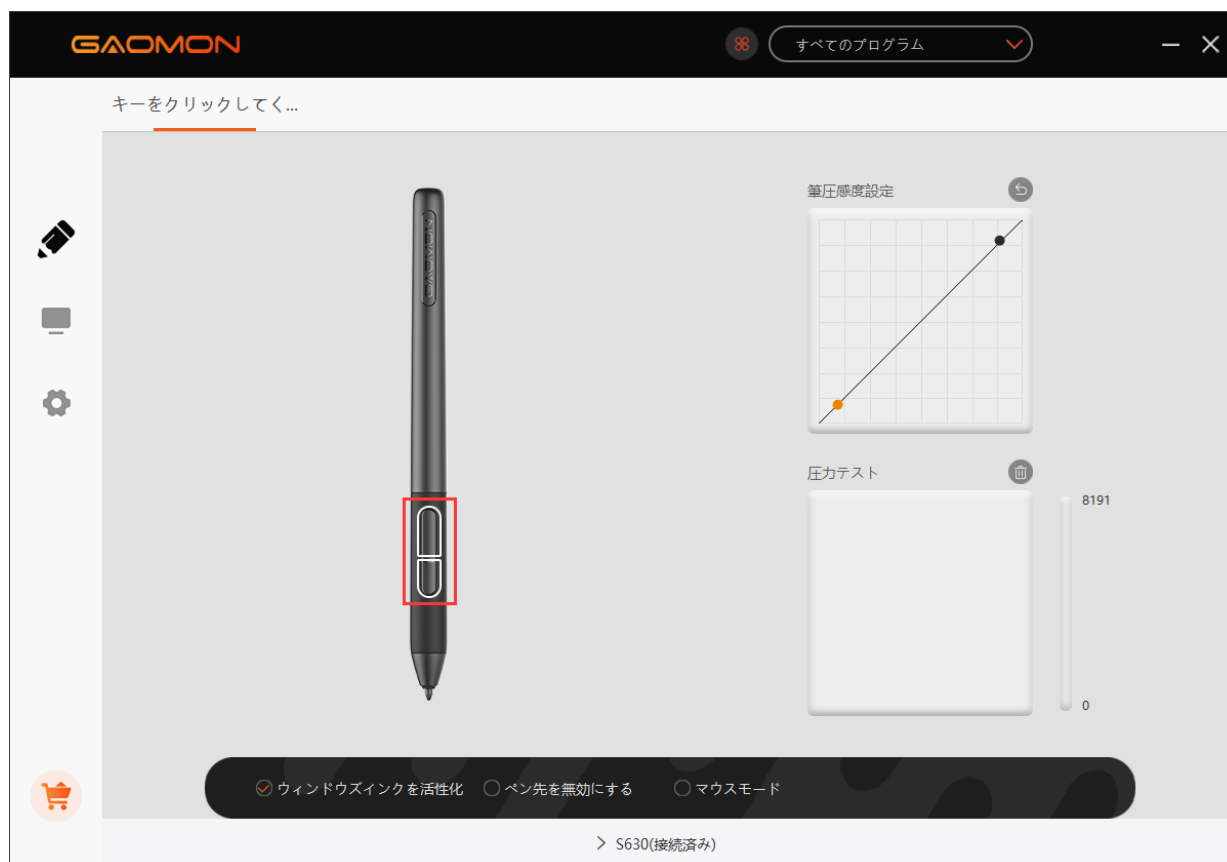 GAOMON
すべてのプログラム
キーをクリックしてく...
GAOMON
筆圧感度設定
圧力テスト
8191
0
ウィンドウズインクを活性化
ペン先を無効にする
マウスモード
S630(接続済み)